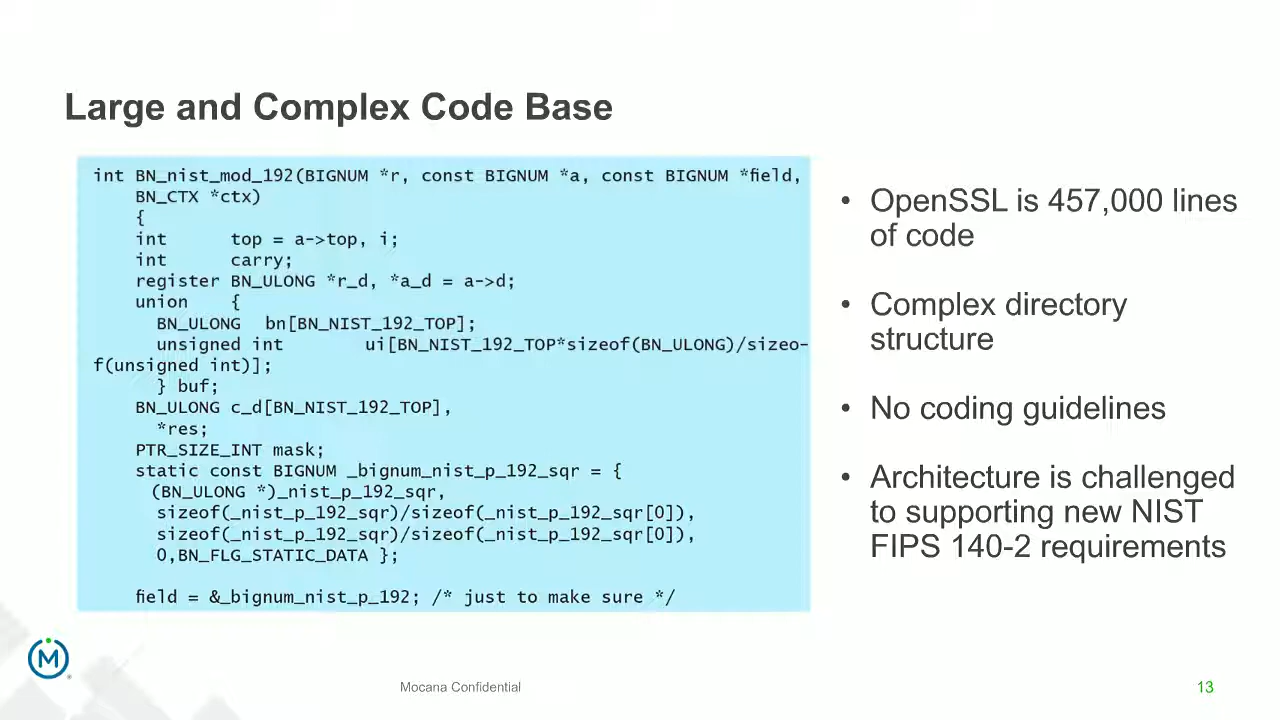 Large and Complex Code Base
int BN_nist_mod_192(BIGNUM *r, const BIGNUM *a, const BIGNUM *field,
BN_CTX *ctx)
{
int top = a->top, i;
int carry;
register BN_ULONG *r_d, *a_d = a->d;
union {
BN_ULONG bn[BN_NIST_192_TOP];
unsigned int ui[BN_NIST_192_TOP*sizeof(BN_ULONG)/sizeo-
f(unsigned int)];
} buf;
BN_ULONG c_d[BN_NIST_192_TOP],
*res;
PTR_SIZE_INT mask;
static const BIGNUM _bignum_nist_p_192_sqr = {
(BN_ULONG *)_nist_p_192_sqr,
sizeof(_nist_p_192_sqr)/sizeof(_nist_p_192_sqr[0]),
sizeof(_nist_p_192_sqr)/sizeof(_nist_p_192_sqr[0]),
0,BN_FLG_STATIC_DATA };
field = &_bignum_nist_p_192; /* just to make sure */
• OpenSSL is 457,000 lines
of code
• Complex directory
structure
• No coding guidelines
• Architecture is challenged
to supporting new NIST
FIPS 140-2 requirements
M
Mocana Confidential
13